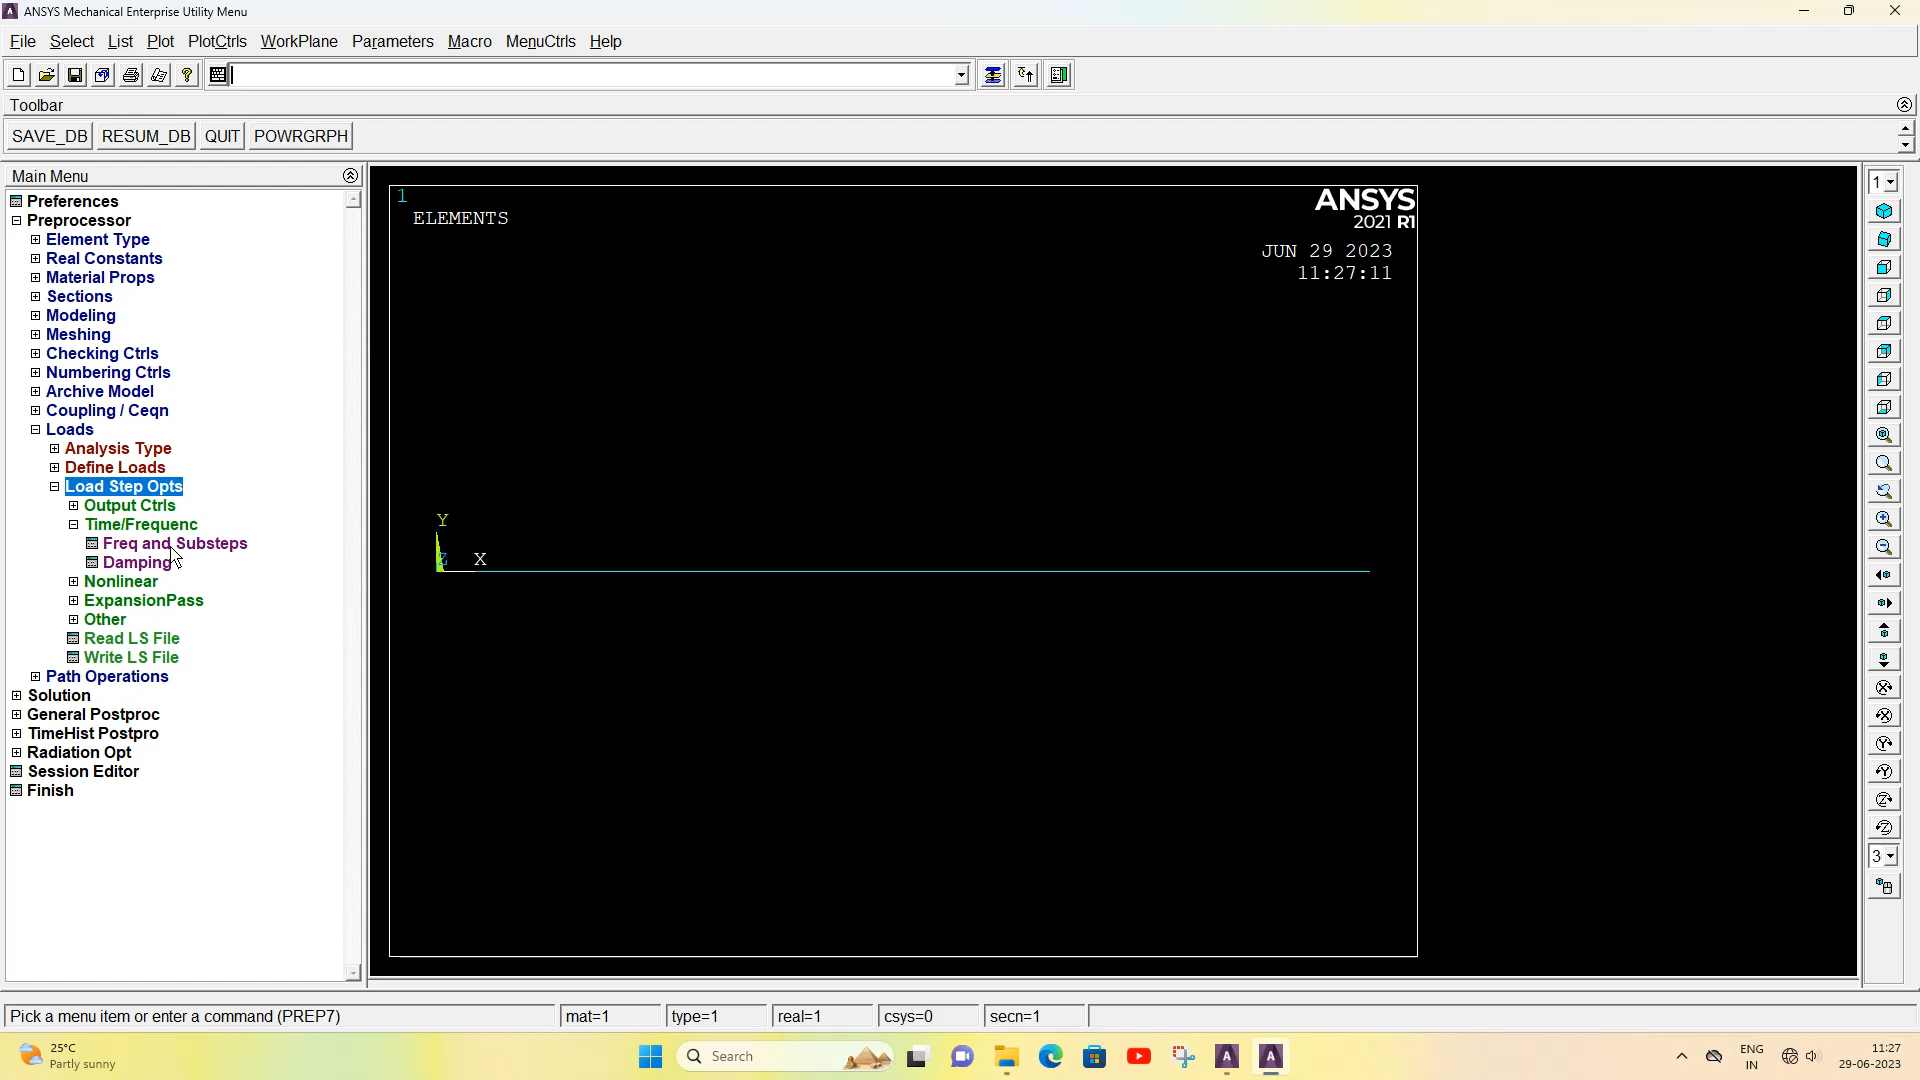 ANSYS Mechanical Enterprise Utility Menu
File Select List Plot PlotCtrls WorkPlane Parameters Macro MenuCtrls Help
Toolbar
SAVE_DB RESUM_DB QUIT POWRGRPH
Main Menu
Preferences
Preprocessor
Element Type
Real Constants
Material Props
Sections
Modeling
Meshing
Checking Ctrls
Numbering Ctrls
Archive Model
Coupling / Ceqn
Loads
Analysis Type
Define Loads
Load Step Opts
Output Ctrls
Time/Frequenc
Freq and Substeps
Damping
Nonlinear
ExpansionPass
Other
Read LS File
Write LS File
Path Operations
Solution
General Postproc
TimeHist Postpro
Radiation Opt
Session Editor
Finish
1
ELEMENTS
ANSYS
2021 R1
JUN 29 2023
11:27:11
Y
Z X
1
3
Pick a menu item or enter a command (PREP7) mat=1 type=1 real=1 csys=0 secn=1
25°C
Partly sunny
Search
ENG
IN
11:27
29-06-2023